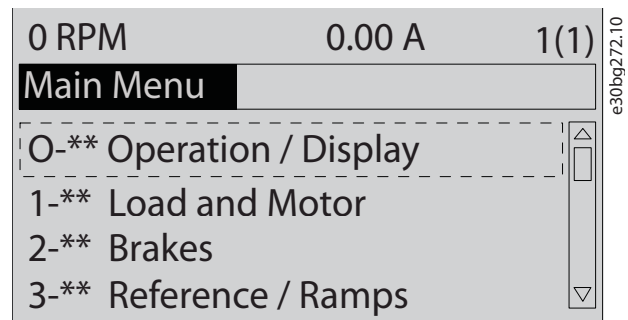 0 RPM 0.00 A 1(1)
Main Menu
O-** Operation / Display
1-** Load and Motor
2-** Brakes
3-** Reference / Ramps
e30bg272.10